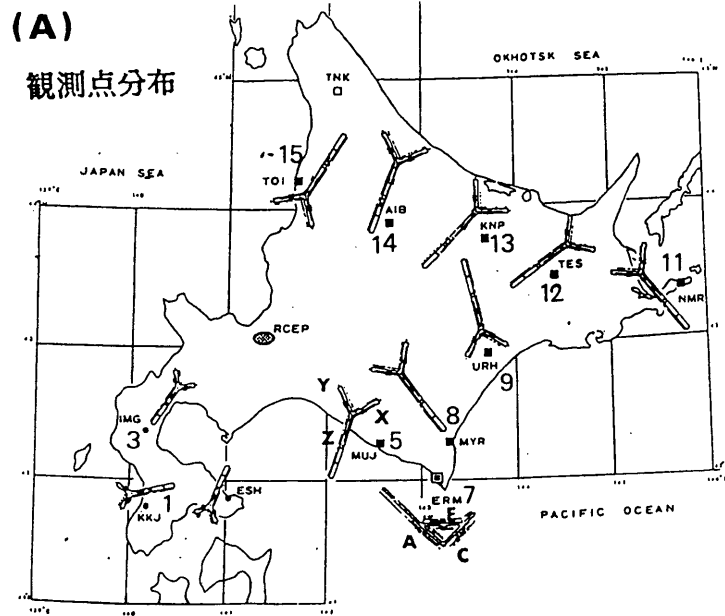 (A)
観測点分布
OKHOTSK SEA
TNK
JAPAN SEA
15
TOI
AIB
14
KNP
13
TES
12
11
NMR
RCEP
URH
9
IMG
3
Y
X
Z
5
MUJ
8
MYR
1
KKJ
ESH
ERM 7
E
A
C
PACIFIC OCEAN